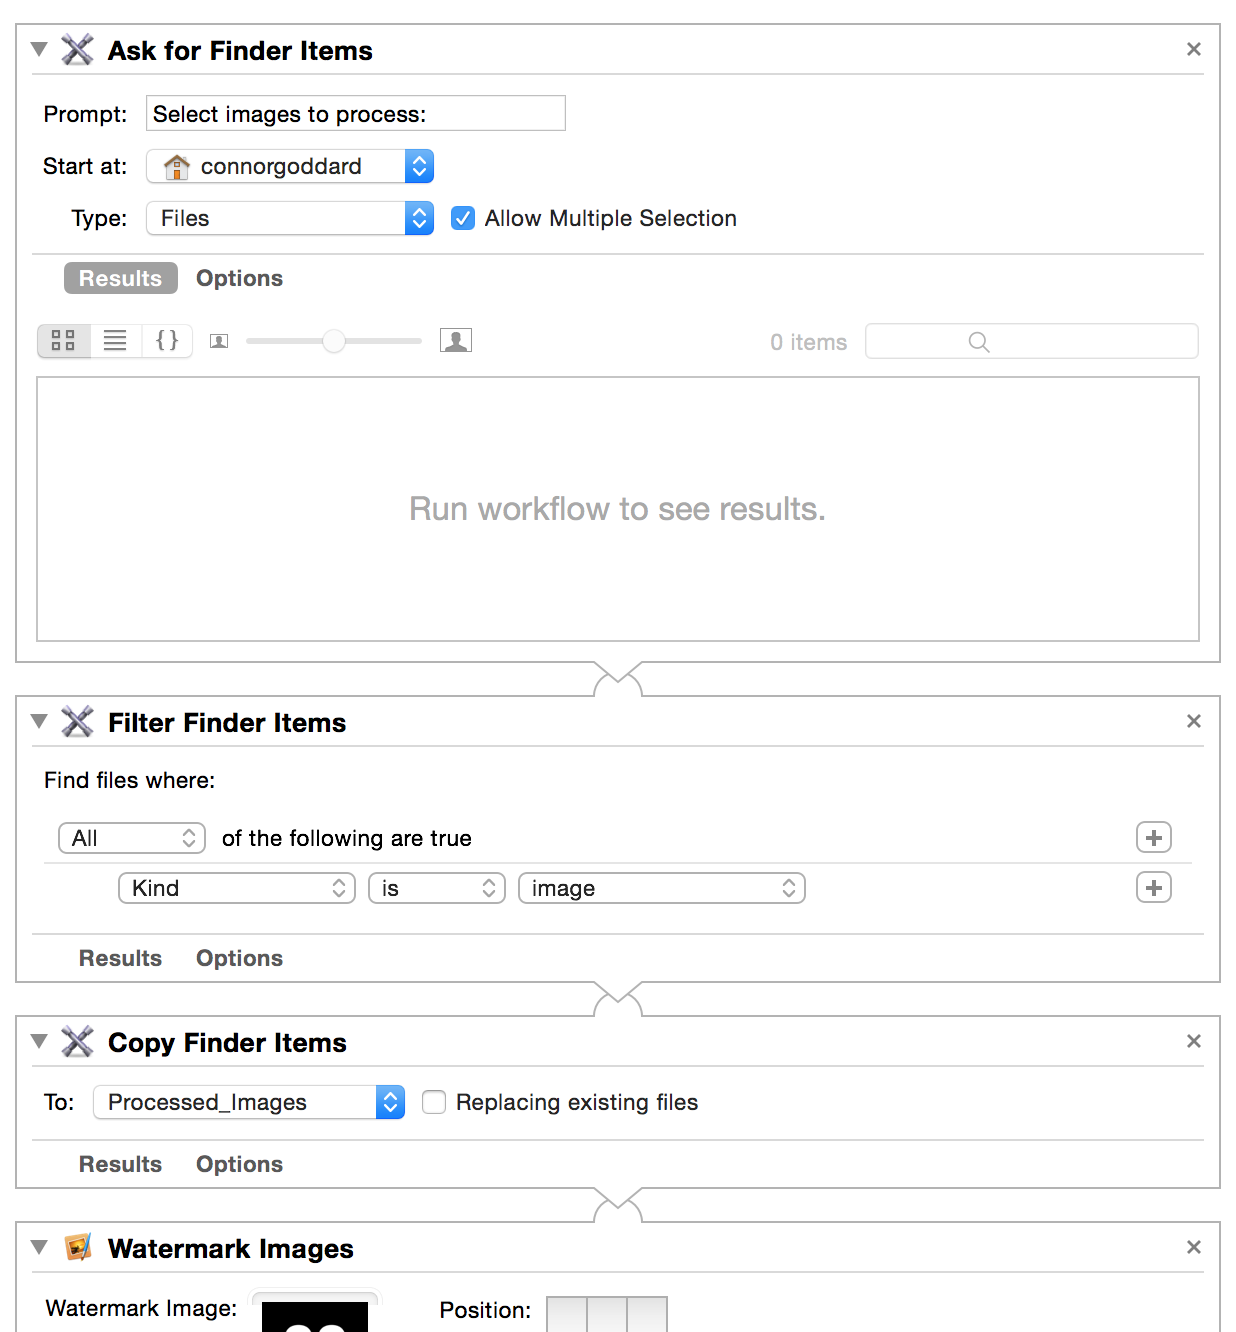 Ask for Finder Items
Prompt: Select images to process:
Start at: connorgoddard
Type: Files Allow Multiple Selection
Results Options
{} 0 items
Run workflow to see results.
Filter Finder Items
Find files where:
All of the following are true
Kind is image
Results Options
Copy Finder Items
To: Processed_Images Replacing existing files
Results Options
Watermark Images
Watermark Image: Position: